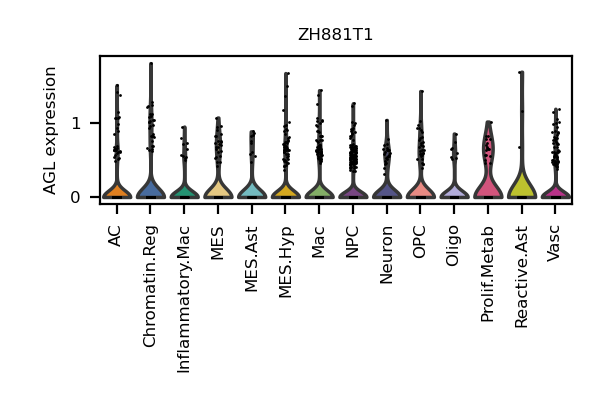 ZH881T1
AGL expression
1
0
AC
Chromatin.Reg
Inflammatory.Mac
MES
MES.Ast
MES.Hyp
Mac
NPC
Neuron
OPC
Oligo
Prolif.Metab
Reactive.Ast
Vasc